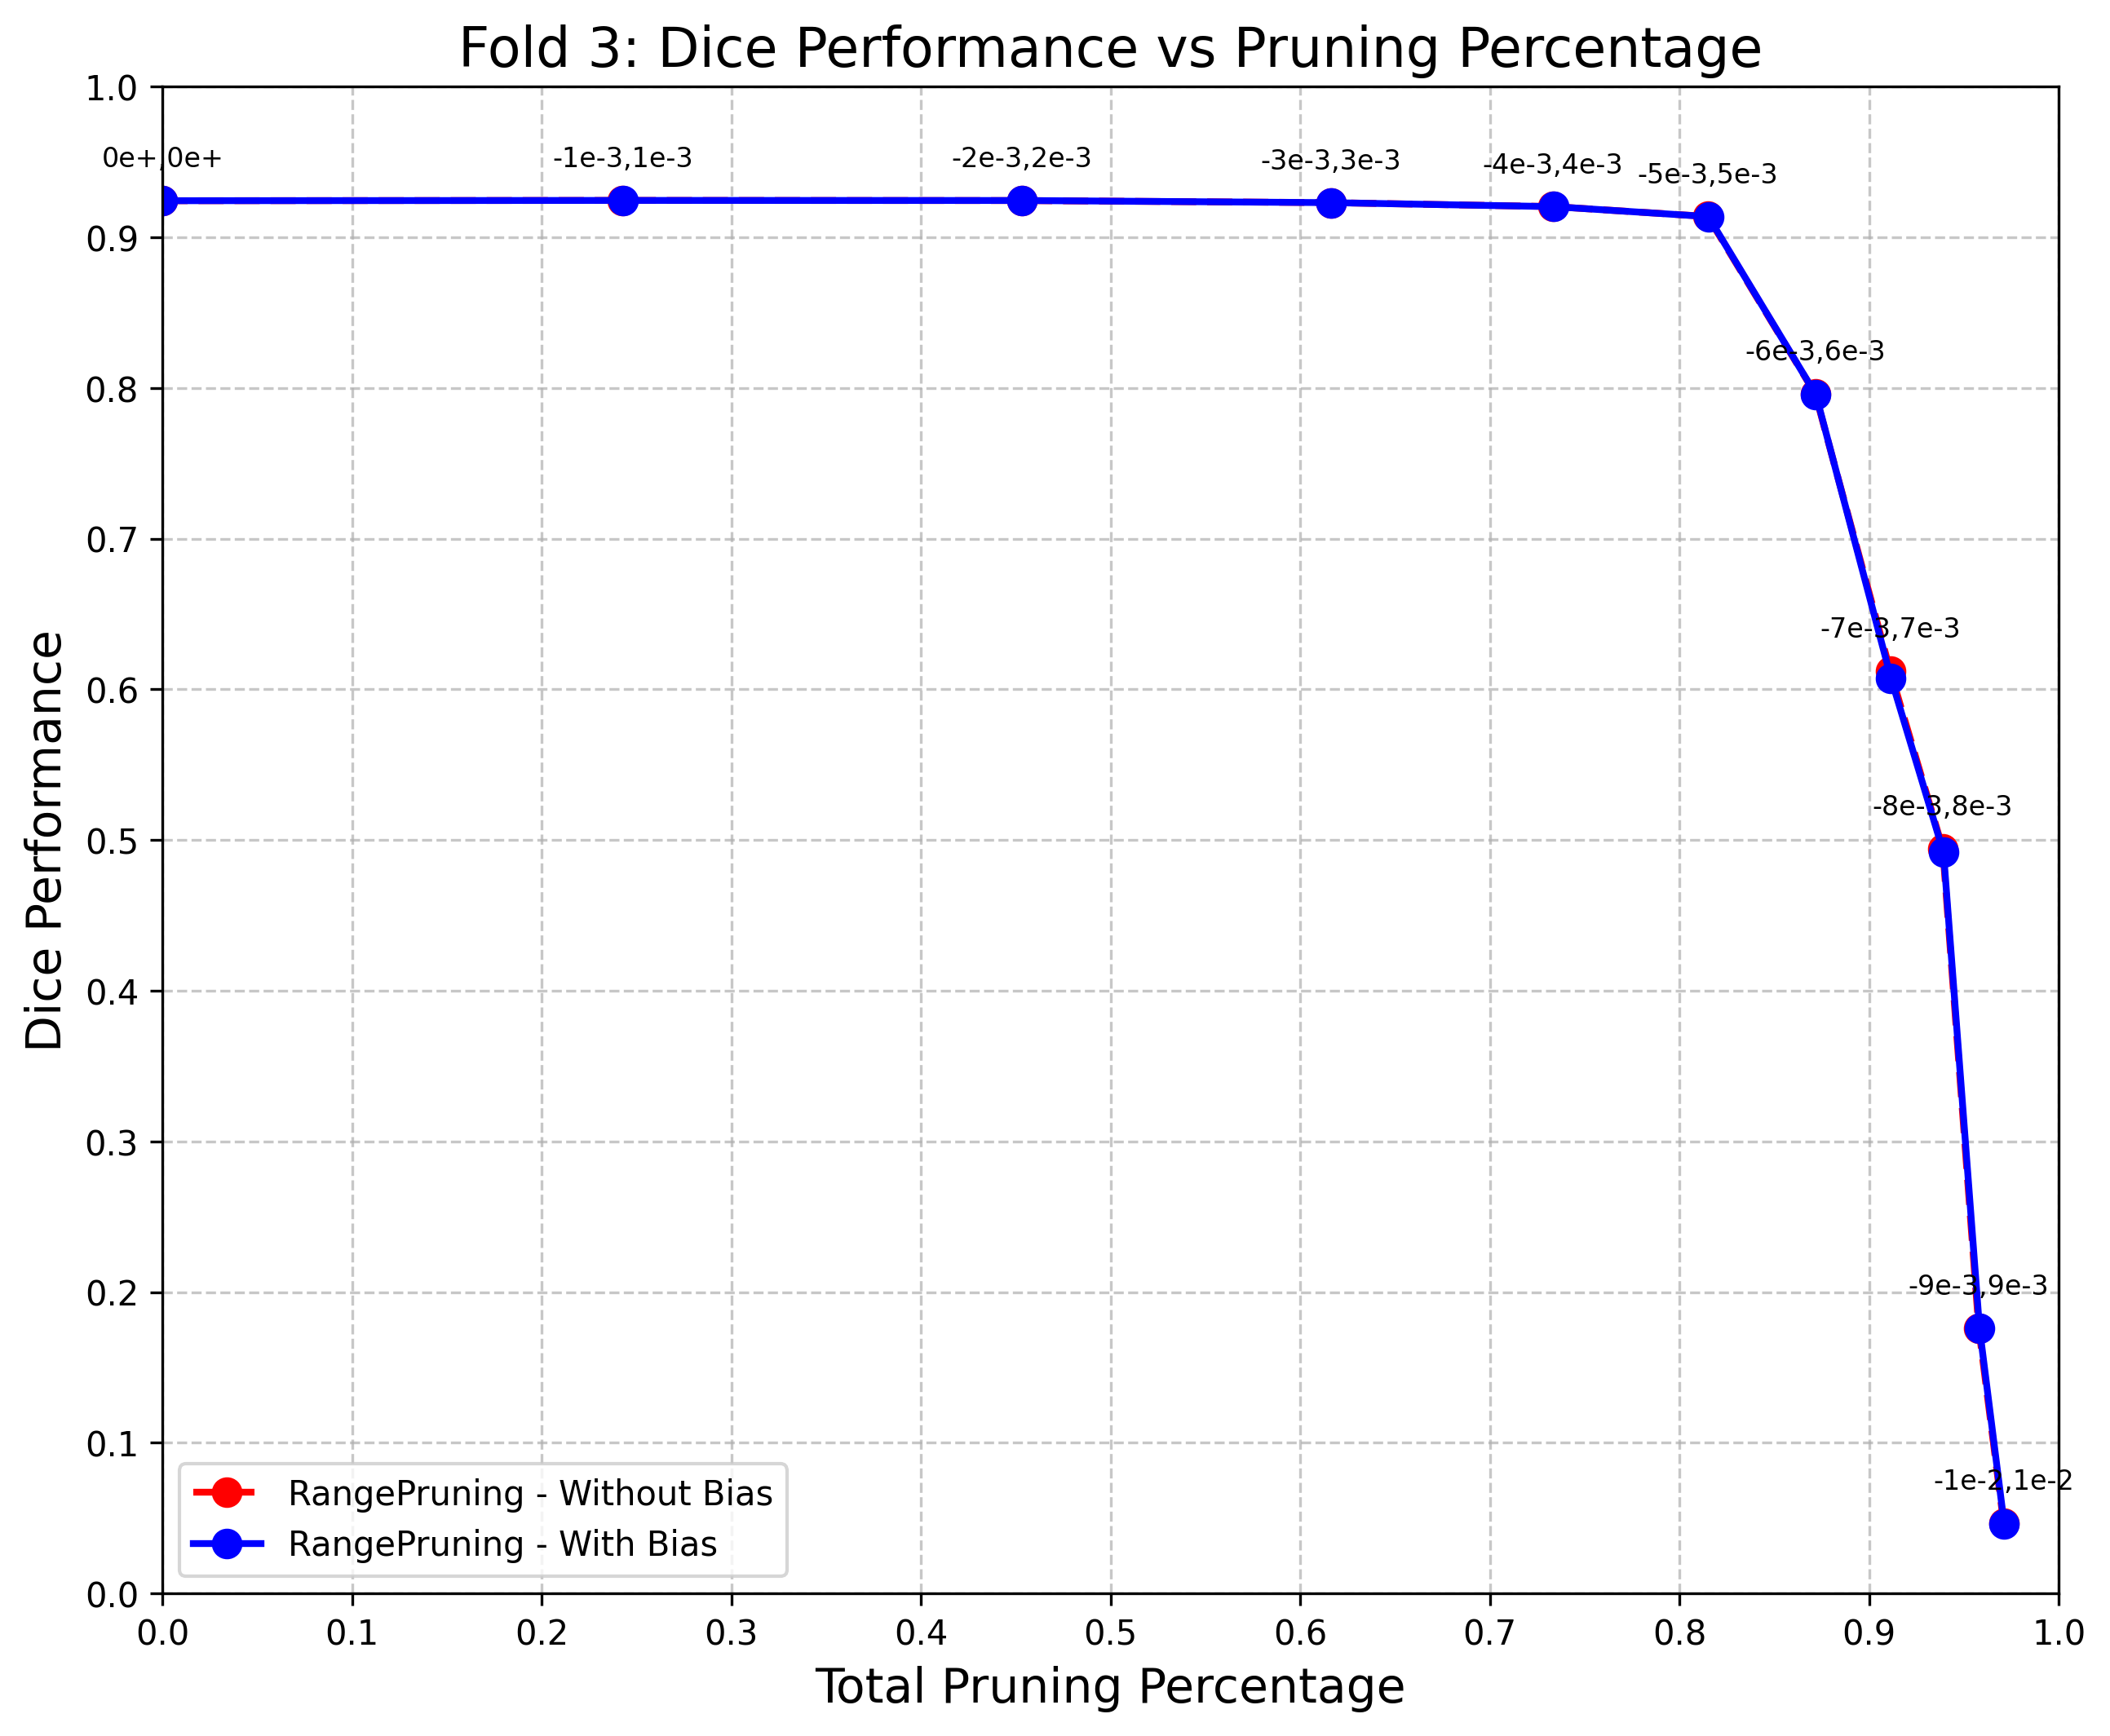 Fold 3: Dice Performance vs Pruning Percentage
1.0
0e+,0e+
-1e-3,1e-3
-2e-3,2e-3
-3e-3,3e-3
-4e-3,4e-3
-5e-3,5e-3
0.9
-6e-3,6e-3
0.8
0.7
-7e-3,7e-3
0.6
-8e-3,8e-3
0.5
0.4
0.3
-9e-3,9e-3
0.2
0.1
-1e-2,1e-2
0.0
Dice Performance
RangePruning - Without Bias
RangePruning - With Bias
0.0 0.1 0.2 0.3 0.4 0.5 0.6 0.7 0.8 0.9 1.0
Total Pruning Percentage